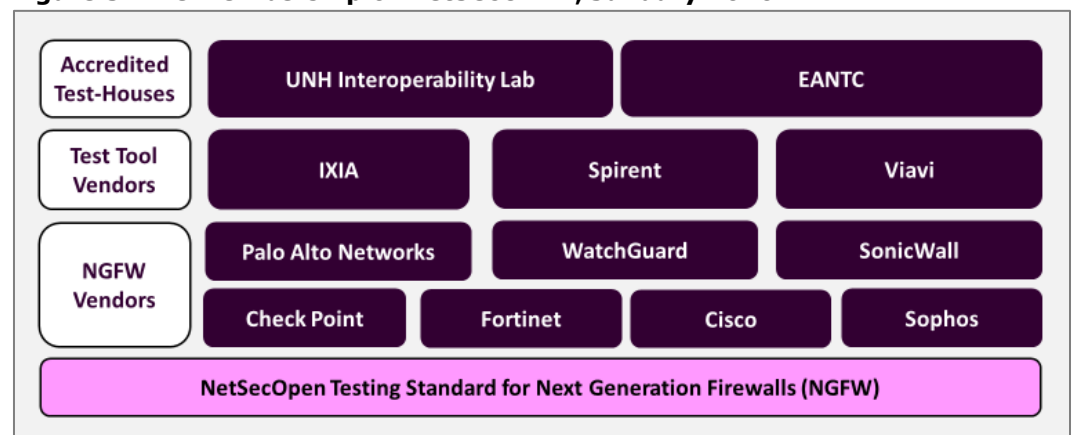 Accredited
Test-Houses
UNH Interoperability Lab
EANTC
Test Tool
Vendors
IXIA
Spirent
Viavi
NGFW
Vendors
Palo Alto Networks
WatchGuard
SonicWall
Check Point
Fortinet
Cisco
Sophos
NetSecOpen Testing Standard for Next Generation Firewalls (NGFW)